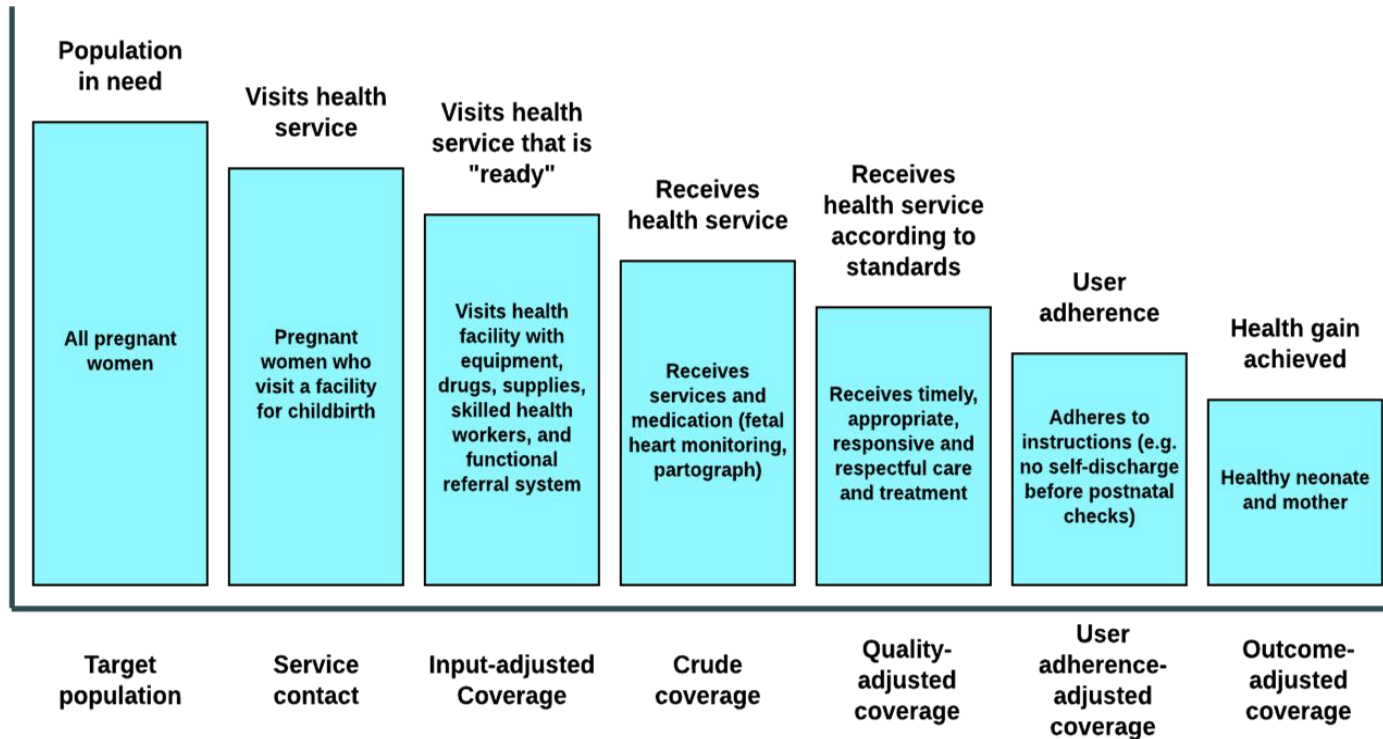 Population
in need
Visits health
service
Visits health
service that is
"ready"
Receives
health service
Receives
health service
according to
standards
User
adherence
Health gain
achieved
All pregnant
women
Pregnant
women who
visit a facility
for childbirth
Visits health
facility with
equipment,
drugs, supplies,
skilled health
workers, and
functional
referral system
Receives
services and
medication (fetal
heart monitoring,
partograph)
Receives timely,
appropriate,
responsive and
respectful care
and treatment
Adheres to
instructions (e.g.
no self-discharge
before postnatal
checks)
Healthy neonate
and mother
Target
population
Service
contact
Input-adjusted
Coverage
Crude
coverage
Quality-
adjusted
coverage
User
adherence-
adjusted
coverage
Outcome-
adjusted
coverage